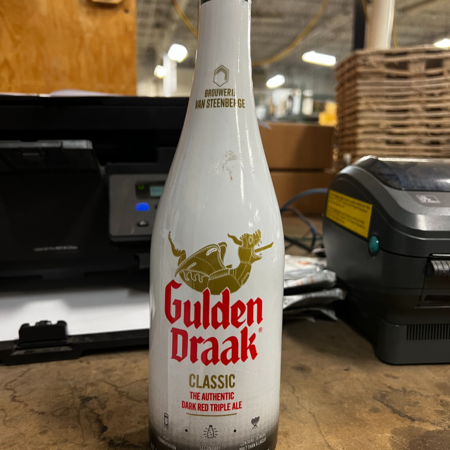 BROUWERIJ
VAN STEENBERGE
Gulden
Draak®
CLASSIC
THE AUTHENTIC
DARK RED TRIPLE ALE